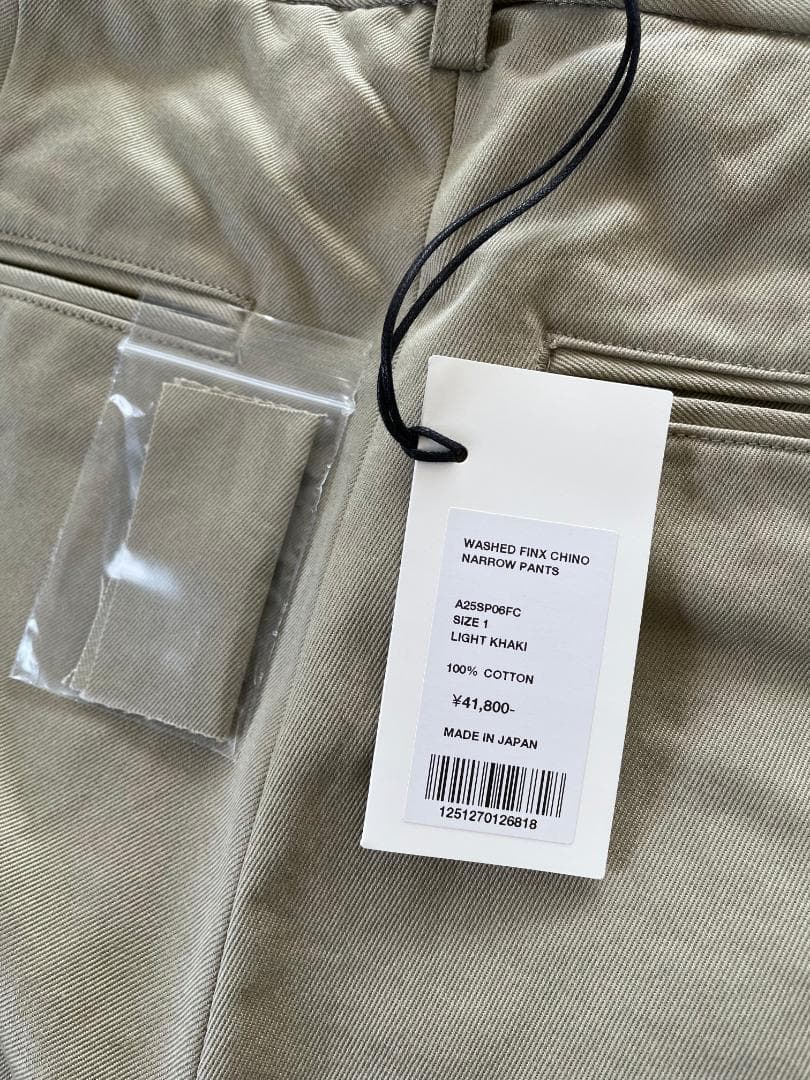 WASHED FINX CHINO
NARROW PANTS
A25SP06FC
SIZE 1
LIGHT KHAKI
100% COTTON
¥41,800-
MADE IN JAPAN
1251270126818